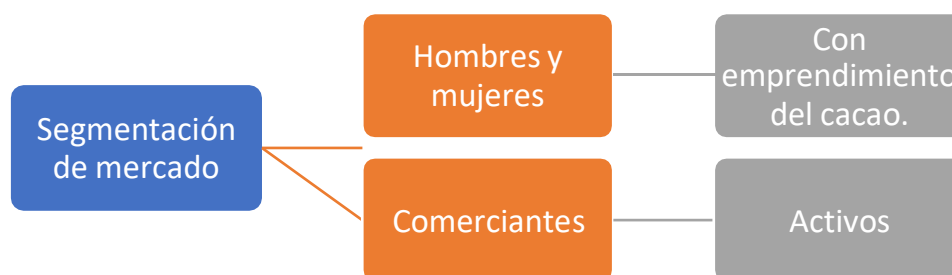 Segmentación
de mercado
Hombres y
mujeres
Con
emprendimiento
del cacao.
Comerciantes
Activos